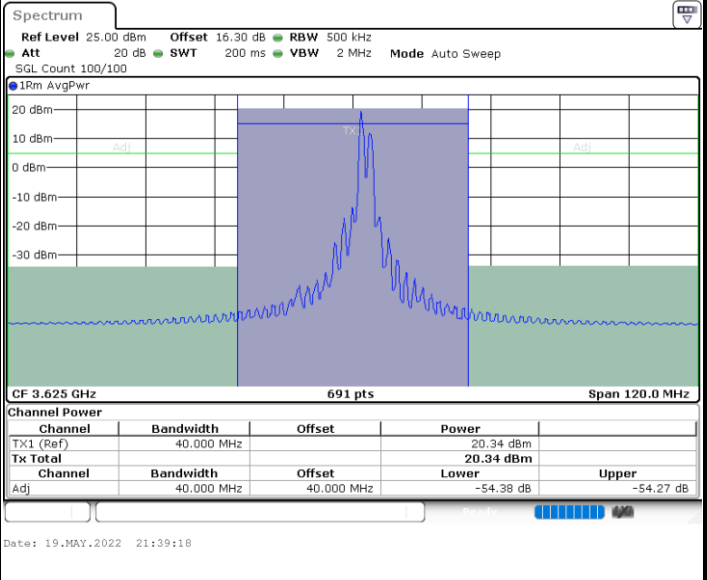 Spectrum
Ref Level 25.00 dBm Offset 16.30 dB RBW 500 kHz
Att 20 dB SWT 200 ms VBW 2 MHz Mode Auto Sweep
SGL Count 100/100
1Rm AvgPwr
20 dBm
TX1
10 dBm
Adj Adj
0 dBm
-10 dBm
-20 dBm
-30 dBm
CF 3.625 GHz 691 pts Span 120.0 MHz
Channel Power
Channel Bandwidth Offset Power
TX1 (Ref) 40.000 MHz 20.34 dBm
Tx Total 20.34 dBm
Channel Bandwidth Offset Lower Upper
Adj 40.000 MHz 40.000 MHz -54.38 dB -54.27 dB
Ready
Date: 19.MAY.2022 21:39:18